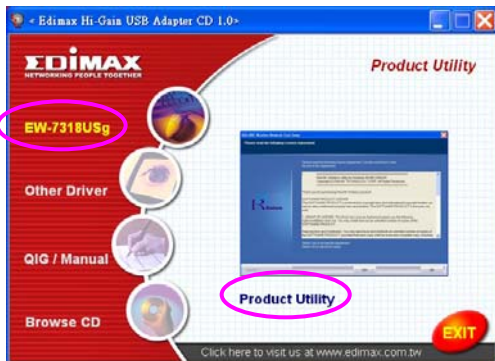 < Edimax Hi-Gain USB Adapter CD 1.0>
EDIMAX
NETWORKING PEOPLE TOGETHER
Product Utility
EW-7318USg
Other Driver
QIG / Manual
Product Utility
Browse CD
EXIT
Click here to visit us at www.edimax.com.tw